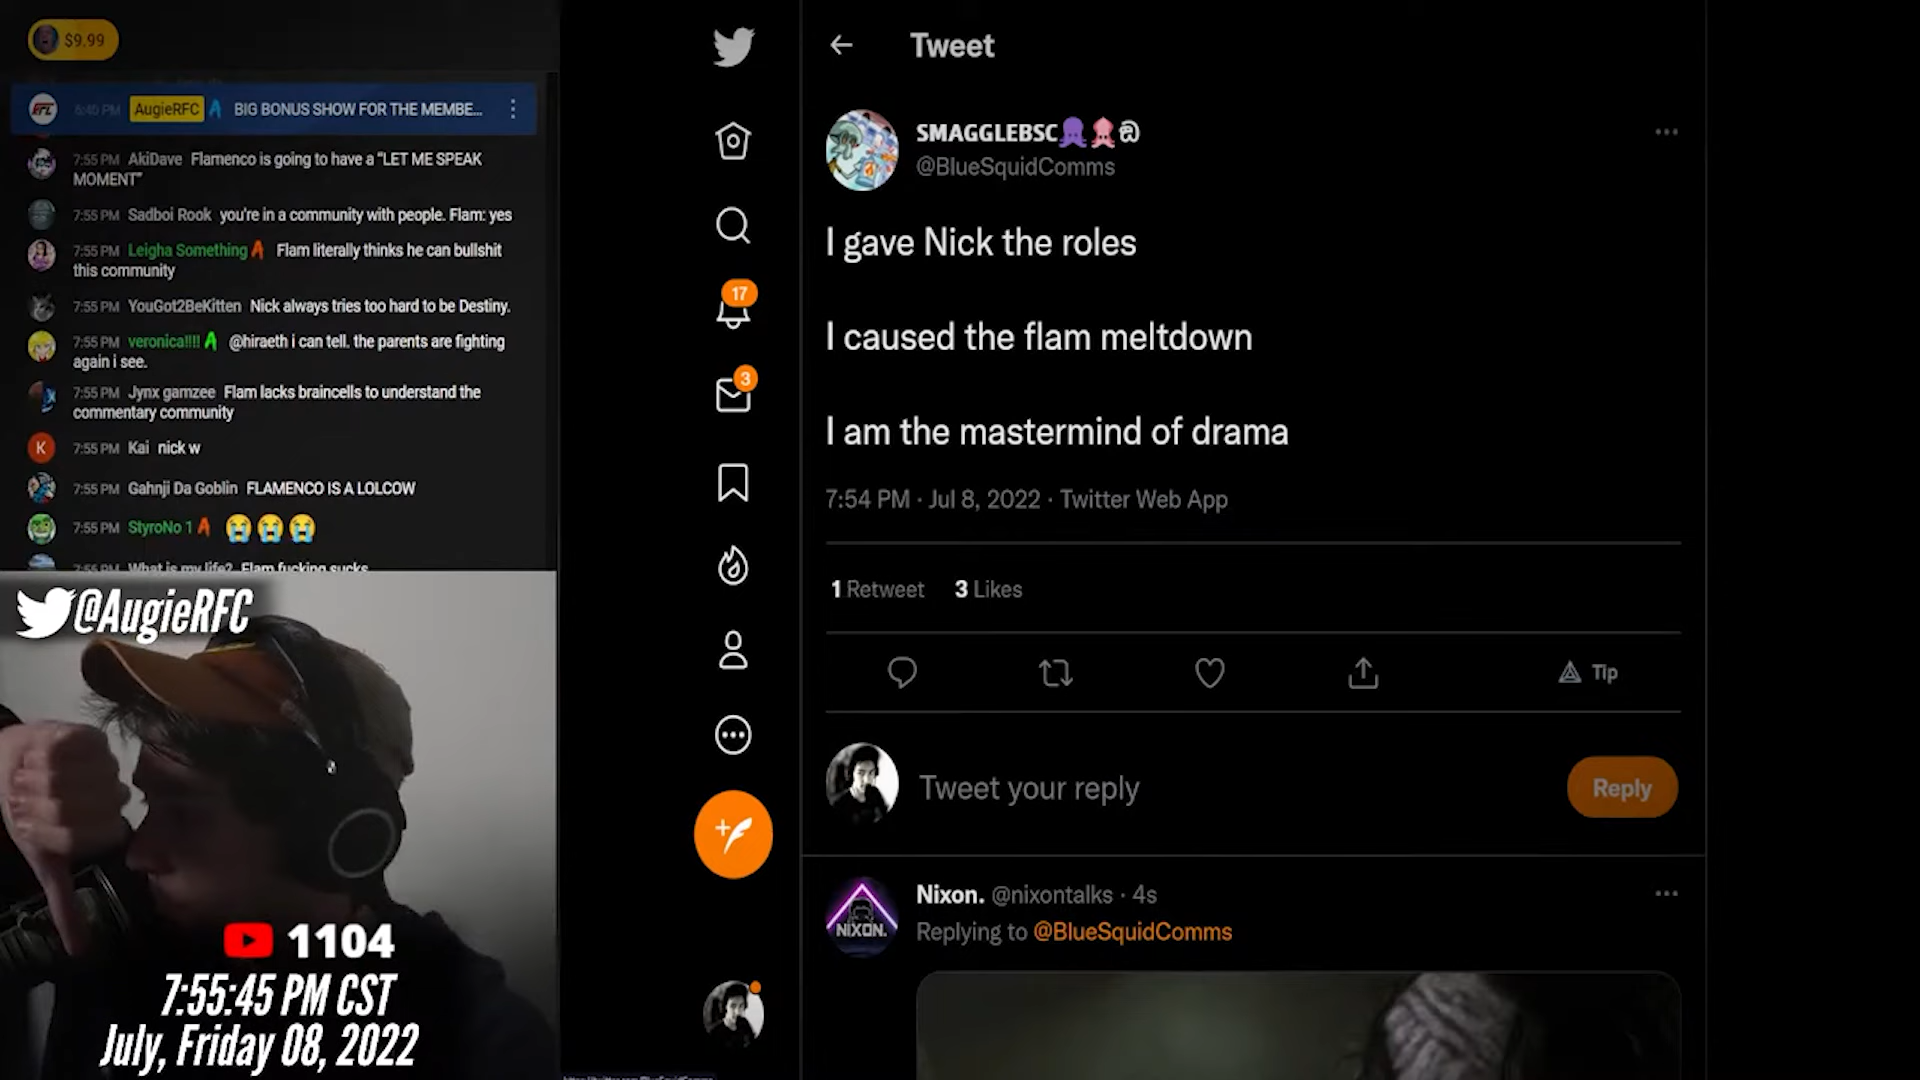 $9.99
6:40 PM AugieRFC BIG BONUS SHOW FOR THE MEMBE...
7:55 PM AkiDave Flamenco is going to have a “LET ME SPEAK
MOMENT”
7:55 PM Sadboi Rook you're in a community with people. Flam: yes
7:55 PM Leigha Something Flam literally thinks he can bullshit
this community
7:55 PM YouGot2BeKitten Nick always tries too hard to be Destiny.
7:55 PM veronica!!!! @hiraeth i can tell. the parents are fighting
again i see.
7:55 PM Jynx gamzee Flam lacks braincells to understand the
commentary community
K 7:55 PM Kai nick w
7:55 PM Gahnji Da Goblin FLAMENCO IS A LOLCOW
7:55 PM StyroNo 1 😭😭😭
What is my life? Flam fucking sucks
@AugieRFC
1104
7:55:45 PM CST
July, Friday 08, 2022
17
3
Tweet
SMAGGLEBSC
@BlueSquidComms
I gave Nick the roles
I caused the flam meltdown
I am the mastermind of drama
7:54 PM · Jul 8, 2022 · Twitter Web App
1 Retweet 3 Likes
Tip
Tweet your reply
Reply
NIXON.
Nixon. @nixontalks · 4s
Replying to @BlueSquidComms